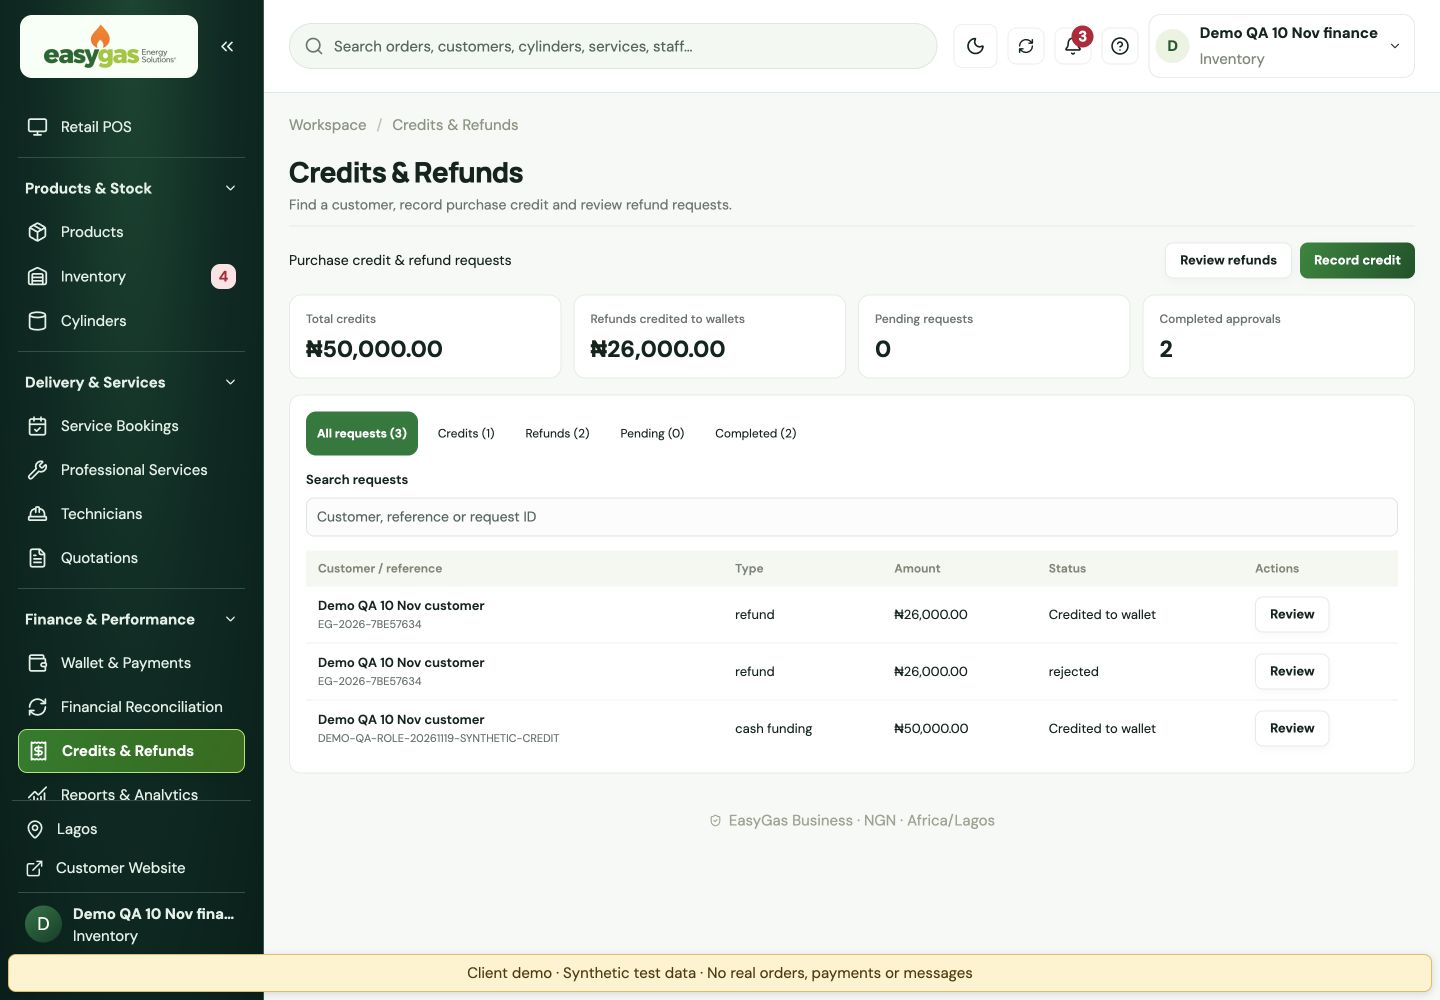 easygas Energy Solutions
Retail POS
Products & Stock
Products
Inventory 4
Cylinders
Delivery & Services
Service Bookings
Professional Services
Technicians
Quotations
Finance & Performance
Wallet & Payments
Financial Reconciliation
Credits & Refunds
Reports & Analytics
Lagos
Customer Website
D Demo QA 10 Nov fina...
Inventory
Search orders, customers, cylinders, services, staff...
3
D Demo QA 10 Nov finance
Inventory
Workspace / Credits & Refunds
Credits & Refunds
Find a customer, record purchase credit and review refund requests.
Purchase credit & refund requests Review refunds Record credit
Total credits
₦50,000.00
Refunds credited to wallets
₦26,000.00
Pending requests
0
Completed approvals
2
All requests (3) Credits (1) Refunds (2) Pending (0) Completed (2)
Search requests
Customer, reference or request ID
Customer / reference Type Amount Status Actions
Demo QA 10 Nov customer
EG-2026-7BE57634
refund ₦26,000.00 Credited to wallet Review
Demo QA 10 Nov customer
EG-2026-7BE57634
refund ₦26,000.00 rejected Review
Demo QA 10 Nov customer
DEMO-QA-ROLE-20261119-SYNTHETIC-CREDIT
cash funding ₦50,000.00 Credited to wallet Review
EasyGas Business · NGN · Africa/Lagos
Client demo · Synthetic test data · No real orders, payments or messages